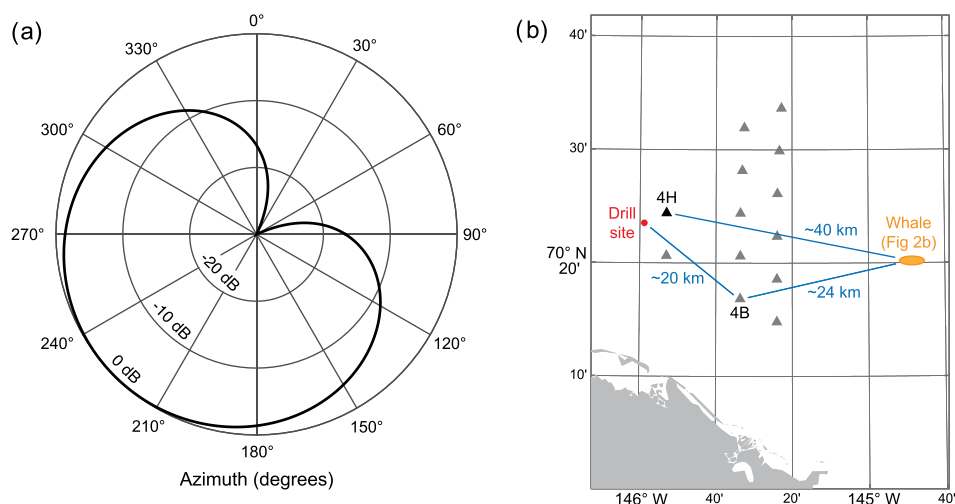 (a)
0°
30°
60°
90°
120°
150°
180°
210°
240°
270°
300°
330°
-20 dB
-10 dB
0 dB
Azimuth (degrees)
(b)
40'
30'
70° N
20'
10'
146° W
40'
20'
145° W
40'
4H
Drill
site
~40 km
Whale
(Fig 2b)
~20 km
~24 km
4B